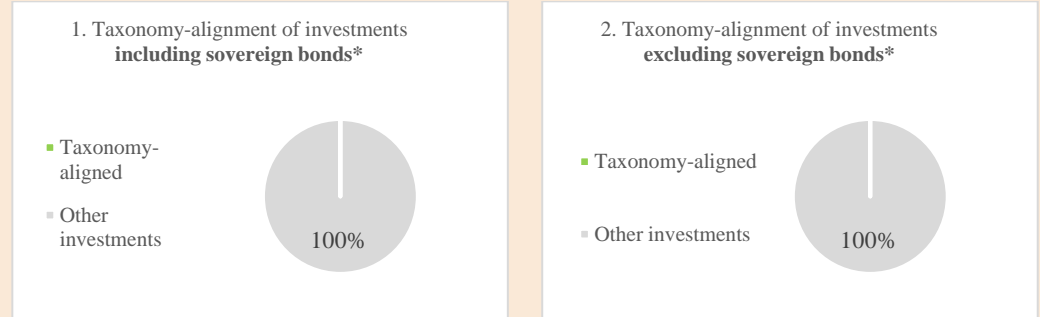 1. Taxonomy-alignment of investments
including sovereign bonds*
Taxonomy-
aligned
Other
investments
100%
2. Taxonomy-alignment of investments
excluding sovereign bonds*
Taxonomy-aligned
Other investments
100%